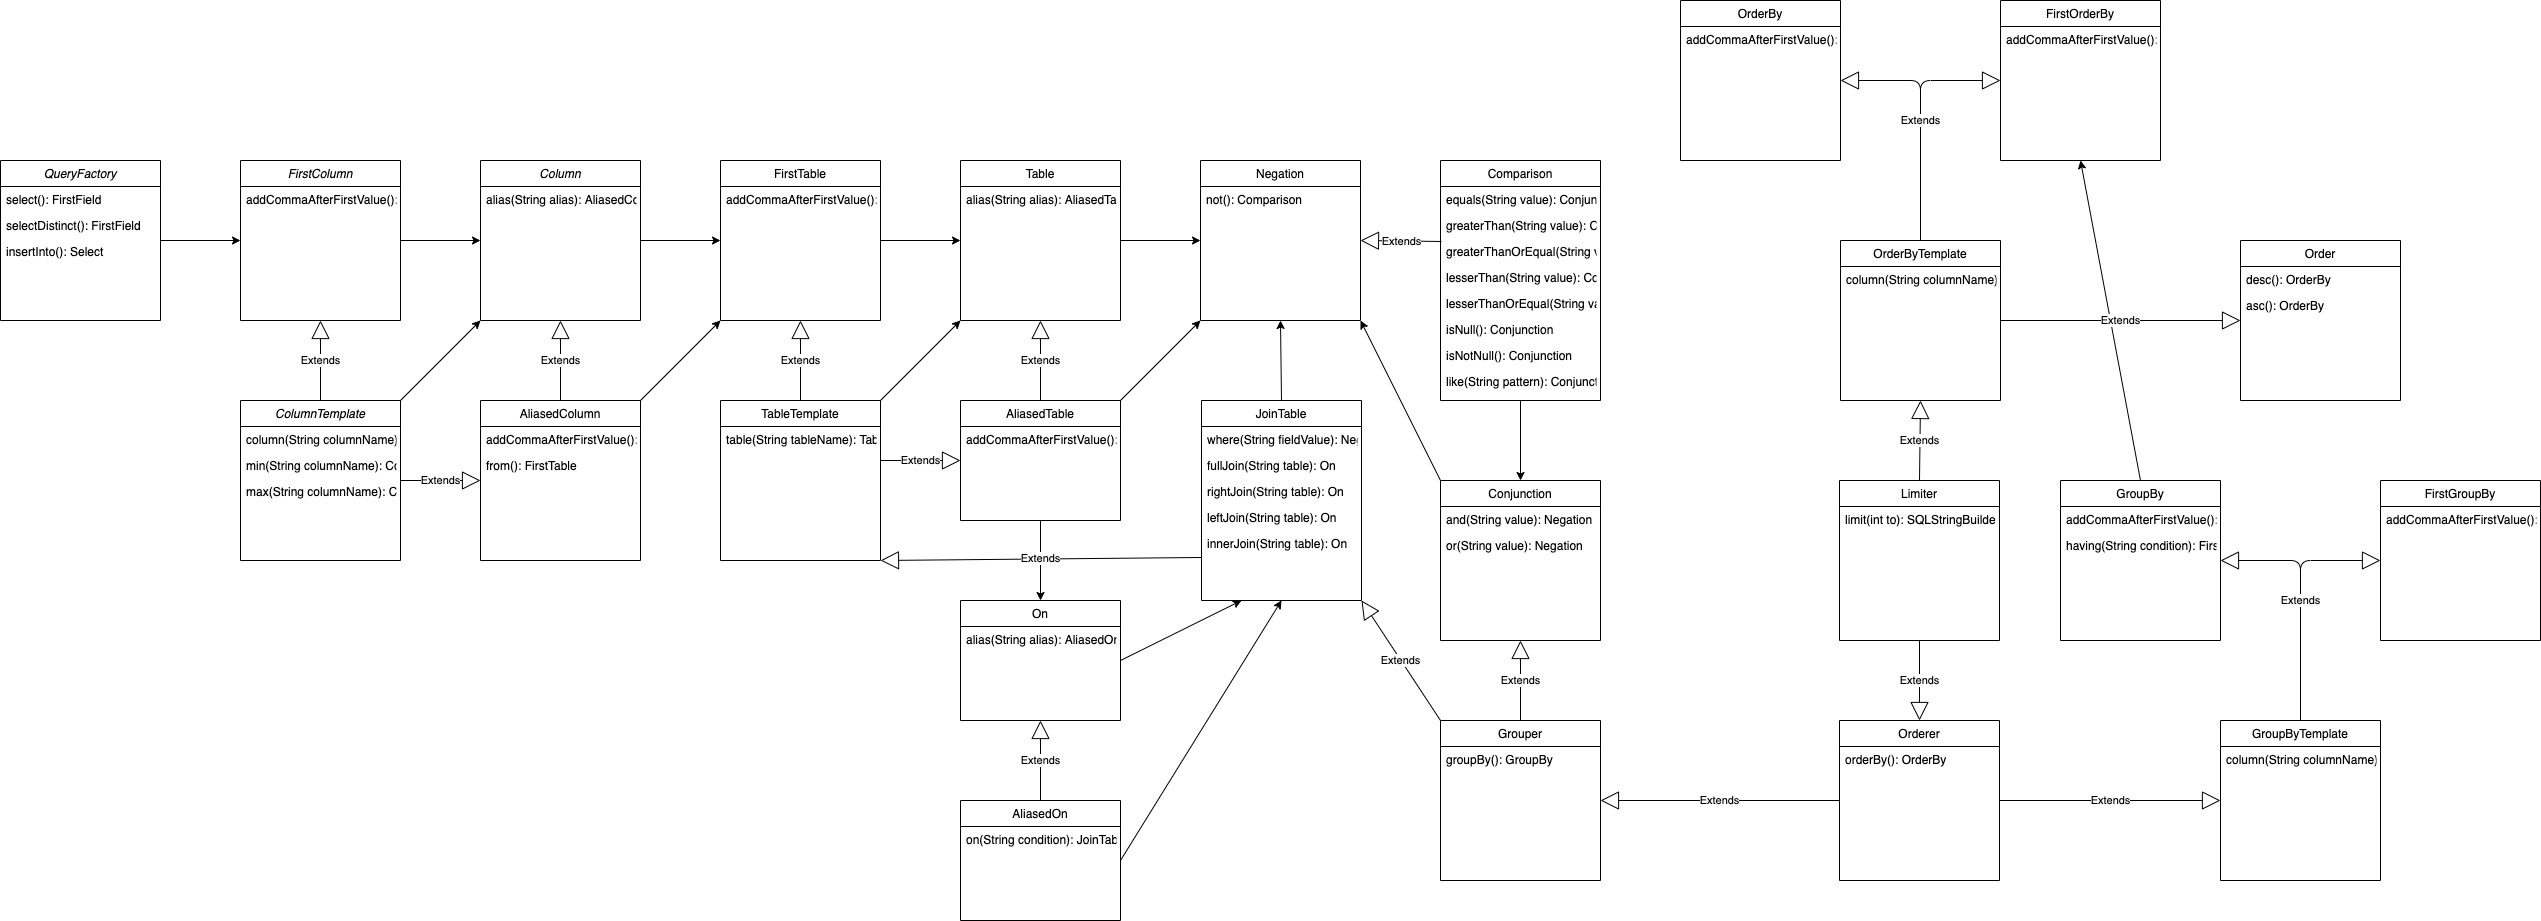 OrderBy
addCommaAfterFirstValue():
FirstOrderBy
addCommaAfterFirstValue():
Extends
QueryFactory
select(): FirstField
selectDistinct(): FirstField
insertInto(): Select
FirstColumn
addCommaAfterFirstValue():
Column
alias(String alias): AliasedCo
FirstTable
addCommaAfterFirstValue():
Table
alias(String alias): AliasedTa
Negation
not(): Comparison
Extends
Comparison
equals(String value): Conjun
greaterThan(String value): C
greaterThanOrEqual(String v
lesserThan(String value): Co
lesserThanOrEqual(String va
isNull(): Conjunction
isNotNull(): Conjunction
like(String pattern): Conjunct
OrderByTemplate
column(String columnName)
Order
desc(): OrderBy
asc(): OrderBy
Extends
Extends
Extends
Extends
Extends
Extends
ColumnTemplate
column(String columnName)
min(String columnName): Co
max(String columnName): C
Extends
AliasedColumn
addCommaAfterFirstValue():
from(): FirstTable
TableTemplate
table(String tableName): Tab
Extends
AliasedTable
addCommaAfterFirstValue():
JoinTable
where(String fieldValue): Neg
fullJoin(String table): On
rightJoin(String table): On
leftJoin(String table): On
innerJoin(String table): On
Extends
Conjunction
and(String value): Negation
or(String value): Negation
Limiter
limit(int to): SQLStringBuilde
GroupBy
addCommaAfterFirstValue():
having(String condition): Firs
FirstGroupBy
addCommaAfterFirstValue():
Extends
On
alias(String alias): AliasedOn
Extends
Extends
Extends
Extends
AliasedOn
on(String condition): JoinTab
Grouper
groupBy(): GroupBy
Extends
Orderer
orderBy(): OrderBy
Extends
GroupByTemplate
column(String columnName)